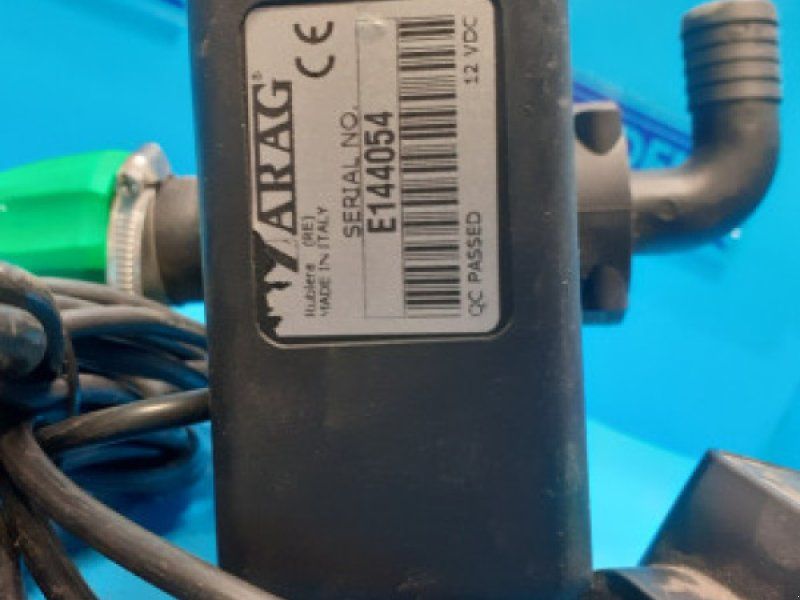 ARAG®
CE
Rubiera (RE)
MADE IN ITALY
SERIAL NO.
E144054
QC PASSED 12 VDC